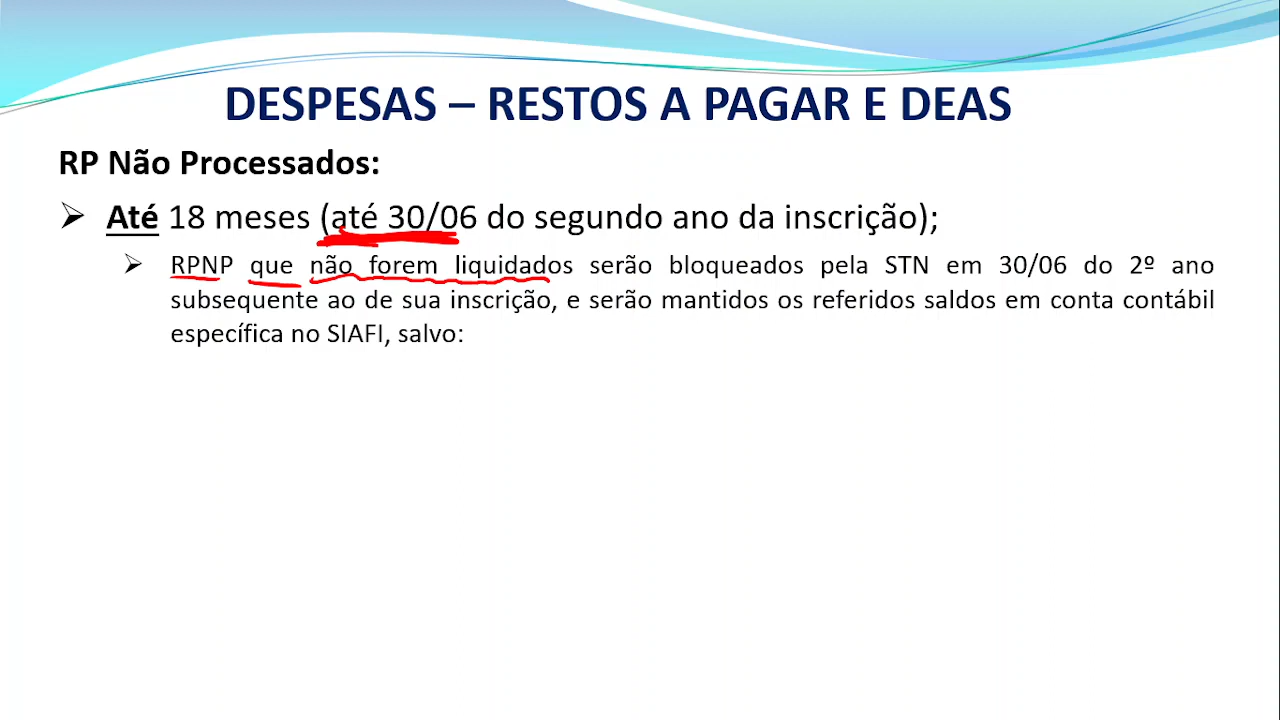 DESPESAS – RESTOS A PAGAR E DEAS
RP Não Processados:
Até 18 meses (até 30/06 do segundo ano da inscrição);
RPNP que não forem liquidados serão bloqueados pela STN em 30/06 do 2º ano
subsequente ao de sua inscrição, e serão mantidos os referidos saldos em conta contábil
específica no SIAFI, salvo: